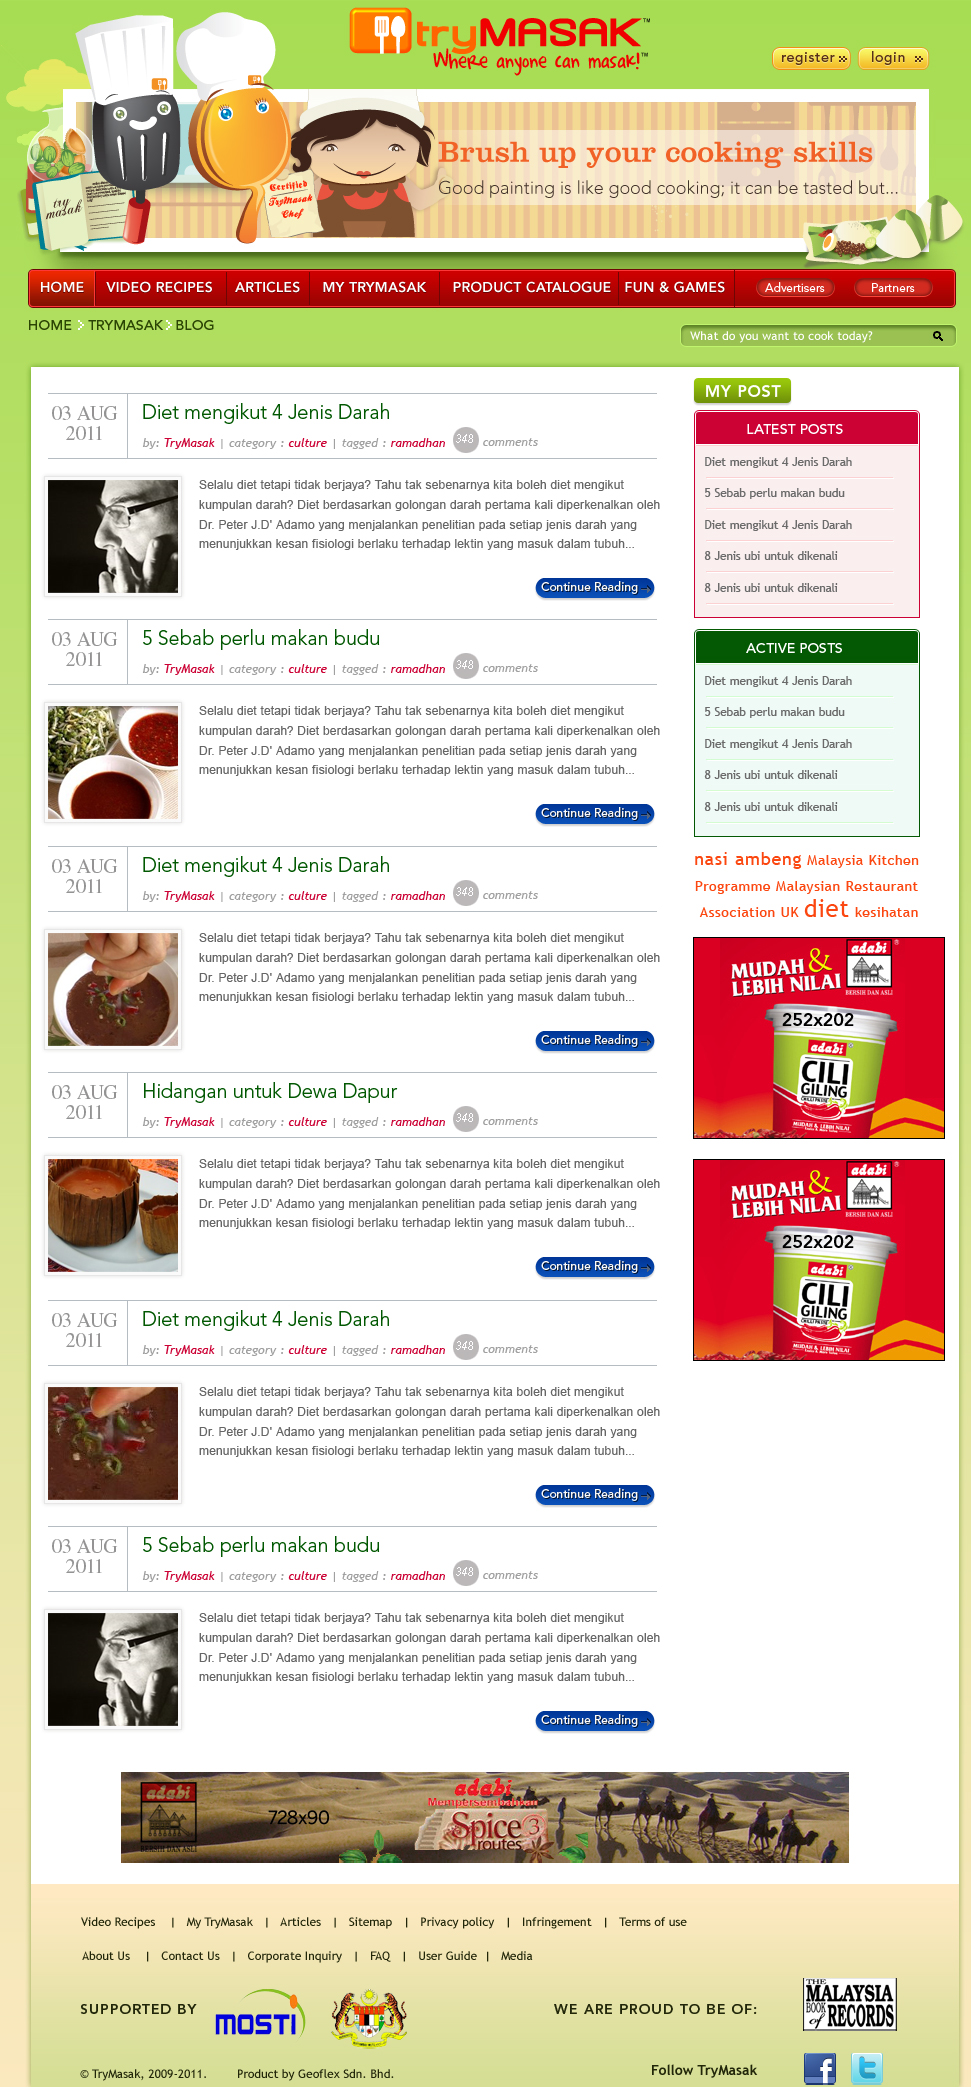 tryMASAK™
Where anyone can masak!™
register »
login »
try masak
Certified TryMasak Chef
Brush up your cooking skills
Good painting is like good cooking; it can be tasted but...
HOME VIDEO RECIPES ARTICLES MY TRYMASAK PRODUCT CATALOGUE FUN & GAMES Advertisers Partners
HOME > TRYMASAK > BLOG
What do you want to cook today?
03 AUG 2011
Diet mengikut 4 Jenis Darah
by: TryMasak | category : culture | tagged : ramadhan 348 comments
Selalu diet tetapi tidak berjaya? Tahu tak sebenarnya kita boleh diet mengikut
kumpulan darah? Diet berdasarkan golongan darah pertama kali diperkenalkan oleh
Dr. Peter J.D' Adamo yang menjalankan penelitian pada setiap jenis darah yang
menunjukkan kesan fisiologi berlaku terhadap lektin yang masuk dalam tubuh...
Continue Reading
03 AUG 2011
5 Sebab perlu makan budu
by: TryMasak | category : culture | tagged : ramadhan 348 comments
Selalu diet tetapi tidak berjaya? Tahu tak sebenarnya kita boleh diet mengikut
kumpulan darah? Diet berdasarkan golongan darah pertama kali diperkenalkan oleh
Dr. Peter J.D' Adamo yang menjalankan penelitian pada setiap jenis darah yang
menunjukkan kesan fisiologi berlaku terhadap lektin yang masuk dalam tubuh...
Continue Reading
03 AUG 2011
Diet mengikut 4 Jenis Darah
by: TryMasak | category : culture | tagged : ramadhan 348 comments
Selalu diet tetapi tidak berjaya? Tahu tak sebenarnya kita boleh diet mengikut
kumpulan darah? Diet berdasarkan golongan darah pertama kali diperkenalkan oleh
Dr. Peter J.D' Adamo yang menjalankan penelitian pada setiap jenis darah yang
menunjukkan kesan fisiologi berlaku terhadap lektin yang masuk dalam tubuh...
Continue Reading
03 AUG 2011
Hidangan untuk Dewa Dapur
by: TryMasak | category : culture | tagged : ramadhan 348 comments
Selalu diet tetapi tidak berjaya? Tahu tak sebenarnya kita boleh diet mengikut
kumpulan darah? Diet berdasarkan golongan darah pertama kali diperkenalkan oleh
Dr. Peter J.D' Adamo yang menjalankan penelitian pada setiap jenis darah yang
menunjukkan kesan fisiologi berlaku terhadap lektin yang masuk dalam tubuh...
Continue Reading
03 AUG 2011
Diet mengikut 4 Jenis Darah
by: TryMasak | category : culture | tagged : ramadhan 348 comments
Selalu diet tetapi tidak berjaya? Tahu tak sebenarnya kita boleh diet mengikut
kumpulan darah? Diet berdasarkan golongan darah pertama kali diperkenalkan oleh
Dr. Peter J.D' Adamo yang menjalankan penelitian pada setiap jenis darah yang
menunjukkan kesan fisiologi berlaku terhadap lektin yang masuk dalam tubuh...
Continue Reading
03 AUG 2011
5 Sebab perlu makan budu
by: TryMasak | category : culture | tagged : ramadhan 348 comments
Selalu diet tetapi tidak berjaya? Tahu tak sebenarnya kita boleh diet mengikut
kumpulan darah? Diet berdasarkan golongan darah pertama kali diperkenalkan oleh
Dr. Peter J.D' Adamo yang menjalankan penelitian pada setiap jenis darah yang
menunjukkan kesan fisiologi berlaku terhadap lektin yang masuk dalam tubuh...
Continue Reading
MY POST
LATEST POSTS
Diet mengikut 4 Jenis Darah
5 Sebab perlu makan budu
Diet mengikut 4 Jenis Darah
8 Jenis ubi untuk dikenali
8 Jenis ubi untuk dikenali
ACTIVE POSTS
Diet mengikut 4 Jenis Darah
5 Sebab perlu makan budu
Diet mengikut 4 Jenis Darah
8 Jenis ubi untuk dikenali
8 Jenis ubi untuk dikenali
nasi ambeng Malaysia Kitchen
Programme Malaysian Restaurant
Association UK diet kesihatan
adabi ®
MUDAH &
LEBIH NILAI
BERSIH DAN ASLI
252x202
adabi
CILI
GILING
CHILLI PASTE
MUDAH & LEBIH NILAI
adabi ®
MUDAH &
LEBIH NILAI
BERSIH DAN ASLI
252x202
adabi
CILI
GILING
CHILLI PASTE
MUDAH & LEBIH NILAI
adabi
BERSIH DAN ASLI
728x90
adabi
Mempersembahkan
Spice 3
routes
Video Recipes | My TryMasak | Articles | Sitemap | Privacy policy | Infringement | Terms of use
About Us | Contact Us | Corporate Inquiry | FAQ | User Guide | Media
SUPPORTED BY
MOSTI
WE ARE PROUD TO BE OF:
THE
MALAYSIA
BOOK of RECORDS
© TryMasak, 2009-2011. Product by Geoflex Sdn. Bhd.
Follow TryMasak
f
t